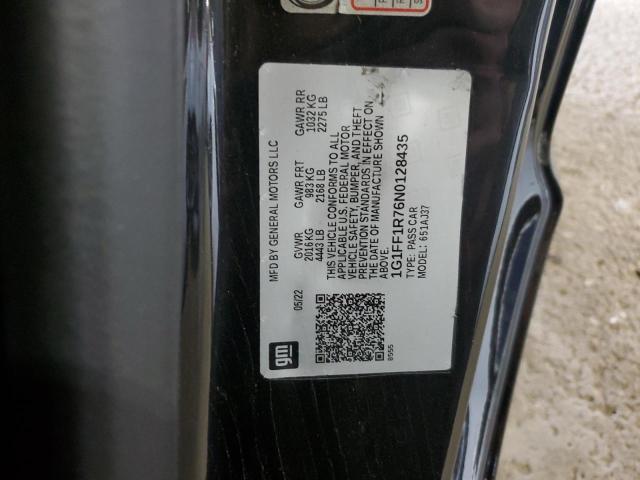 gm
MFD BY GENERAL MOTORS LLC
05/22 GVWR GAWR FRT GAWR RR
2016 KG 983 KG 1032 KG
4443 LB 2168 LB 2275 LB
THIS VEHICLE CONFORMS TO ALL
APPLICABLE U.S. FEDERAL MOTOR
VEHICLE SAFETY, BUMPER, AND THEFT
PREVENTION STANDARDS IN EFFECT ON
THE DATE OF MANUFACTURE SHOWN
ABOVE.
1G1FF1R76N0128435
TYPE: PASS CAR
MODEL: 651AJ37